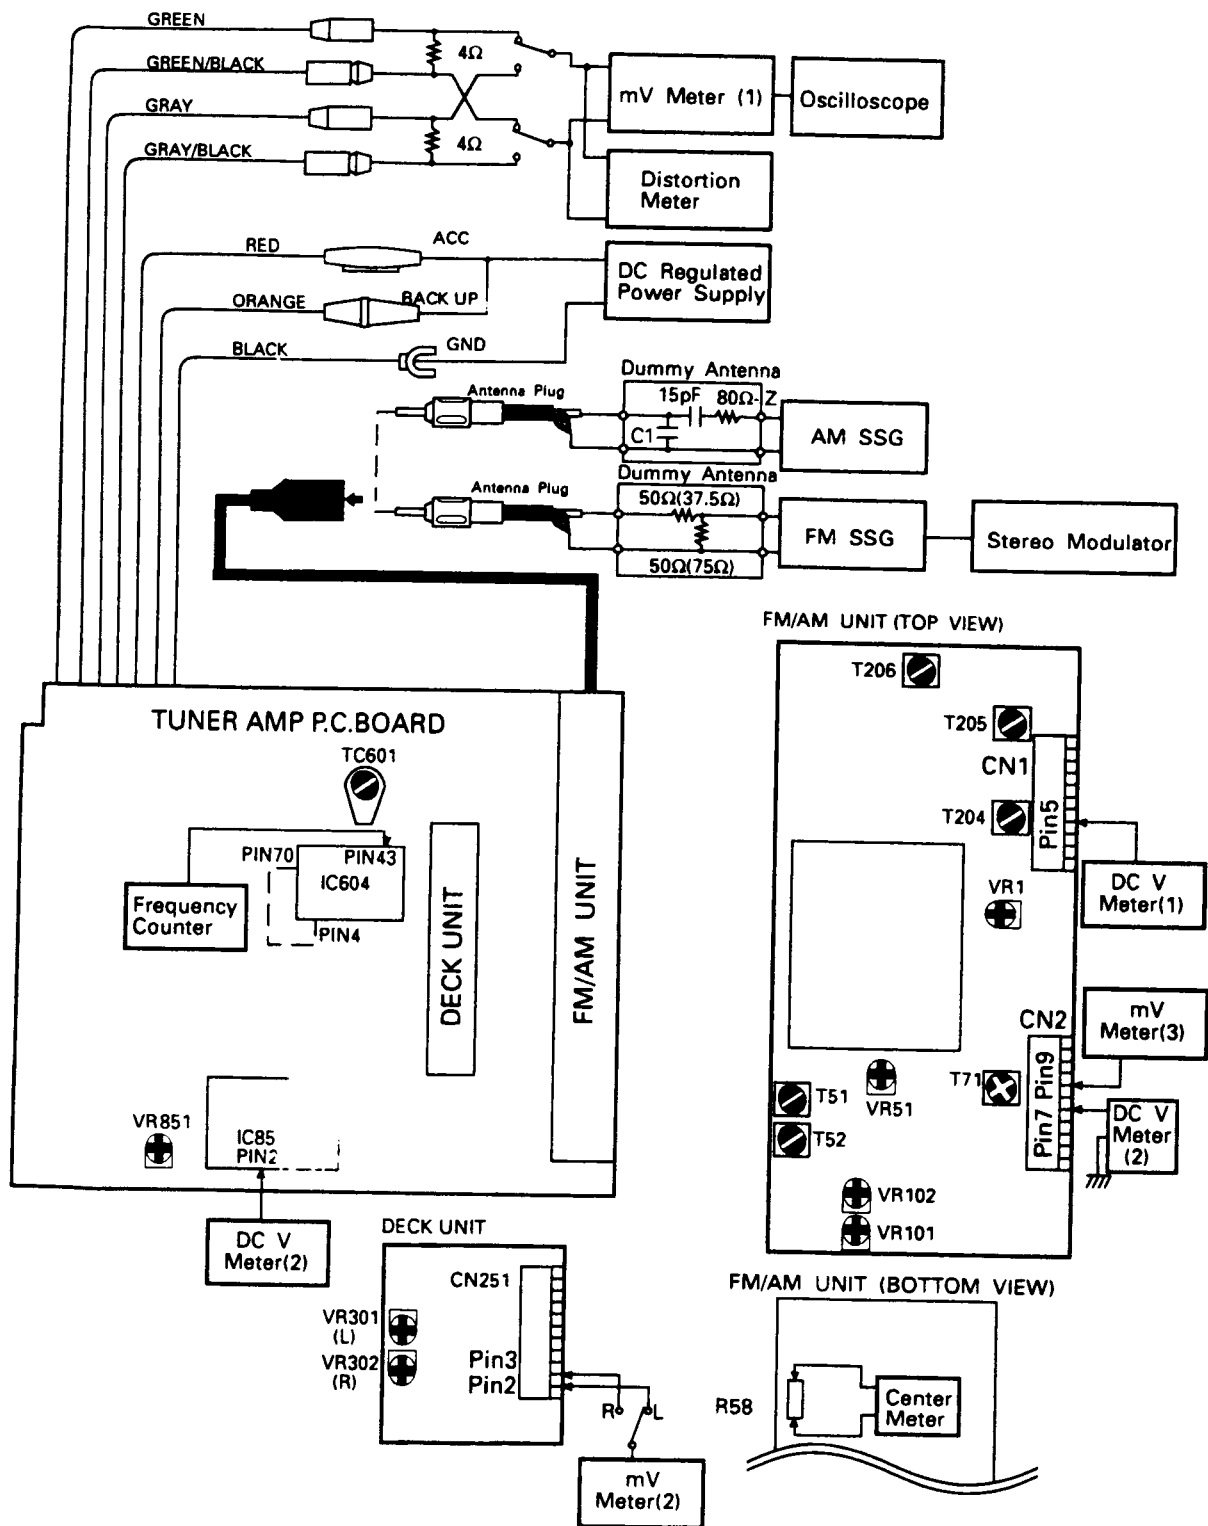 GREEN
4Ω
GREEN/BLACK
mV Meter (1)
Oscilloscope
GRAY
4Ω
GRAY/BLACK
Distortion
Meter
RED
ACC
DC Regulated
Power Supply
ORANGE
BACK UP
BLACK
GND
Dummy Antenna
Antenna Plug
15pF
80Ω-Z
C1
AM SSG
Dummy Antenna
Antenna Plug
50Ω(37.5Ω)
FM SSG
Stereo Modulator
50Ω(75Ω)
FM/AM UNIT (TOP VIEW)
T206
TUNER AMP P.C.BOARD
T205
TC601
CN1
T204
Pin5
PIN70
PIN43
IC604
DC V
Meter(1)
VR1
Frequency
Counter
PIN4
DECK UNIT
FM/AM UNIT
mV
Meter(3)
CN2
Pin7 Pin9
T71
T51
VR51
DC V
Meter
(2)
VR851
T52
IC85
PIN2
VR102
VR101
DC V
Meter(2)
DECK UNIT
CN251
FM/AM UNIT (BOTTOM VIEW)
VR301
(L)
VR302
(R)
Pin3
Pin2
R
L
R58
Center
Meter
mV
Meter(2)